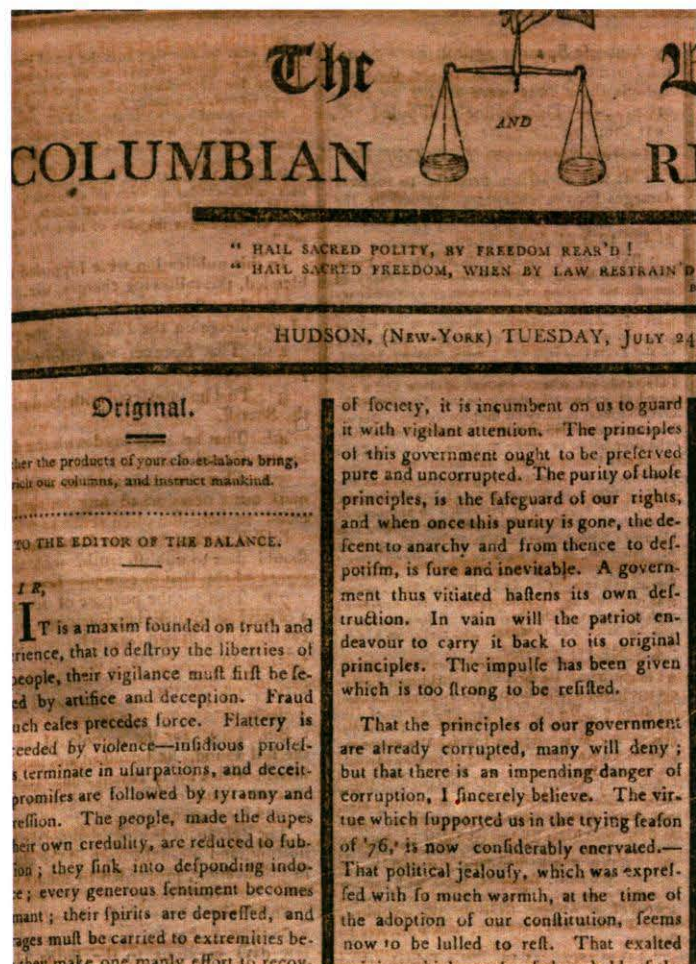 The
AND
COLUMBIAN
" HAIL SACRED POLITY, BY FREEDOM REAR'D !
" HAIL SACRED FREEDOM, WHEN BY LAW RESTRAIN'D
HUDSON, (NEW-YORK) TUESDAY, JULY 24
Original.
her the products of your closet-labors bring,
rich our columns, and instruct mankind.
TO THE EDITOR OF THE BALANCE.
I R,
IT is a maxim founded on truth and
rience, that to deſtroy the liberties of
people, their vigilance muſt firſt be ſe-
ed by artifice and deception. Fraud
uch caſes precedes force. Flattery is
ceeded by violence—inſidious profeſ-
s terminate in uſurpations, and deceit-
promiſes are followed by tyranny and
reſſion. The people, made the dupes
heir own credulity, are reduced to ſub-
ion ; they ſink into deſponding indo-
ce ; every generous ſentiment becomes
mant ; their ſpirits are depreſſed, and
rages muſt be carried to extremities be-
they make one manly effort to recov-
of ſociety, it is incumbent on us to guard
it with vigilant attention. The principles
of this government ought to be preſerved
pure and uncorrupted. The purity of thoſe
principles, is the ſafeguard of our rights,
and when once this purity is gone, the de-
ſcent to anarchy and from thence to deſ-
potiſm, is ſure and inevitable. A govern-
ment thus vitiated haſtens its own deſ-
truction. In vain will the patriot en-
deavour to carry it back to its original
principles. The impulſe has been given
which is too ſtrong to be reſiſted.
That the principles of our government
are already corrupted, many will deny ;
but that there is an impending danger of
corruption, I ſincerely believe. The vir-
tue which ſupported us in the trying ſeaſon
of '76, is now conſiderably enervated.—
That political jealouſy, which was expreſ-
ſed with ſo much warmth, at the time of
the adoption of our conſtitution, ſeems
now to be lulled to reſt. That exalted